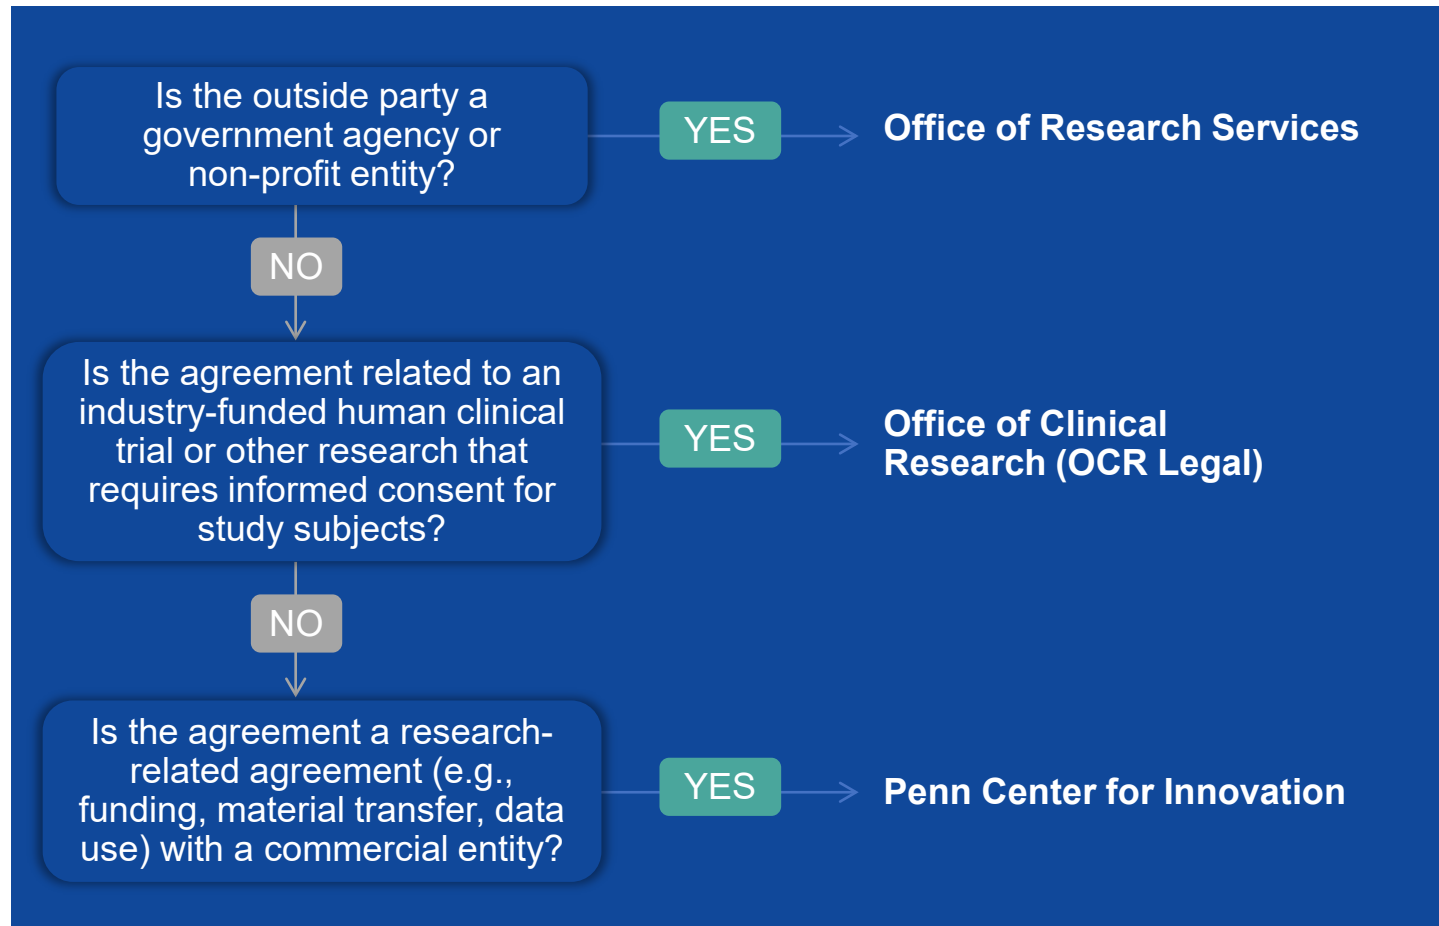 Is the outside party a
government agency or
non-profit entity?
YES
Office of Research Services
NO
Is the agreement related to an
industry-funded human clinical
trial or other research that
requires informed consent for
study subjects?
YES
Office of Clinical
Research (OCR Legal)
NO
Is the agreement a research-
related agreement (e.g.,
funding, material transfer, data
use) with a commercial entity?
YES
Penn Center for Innovation